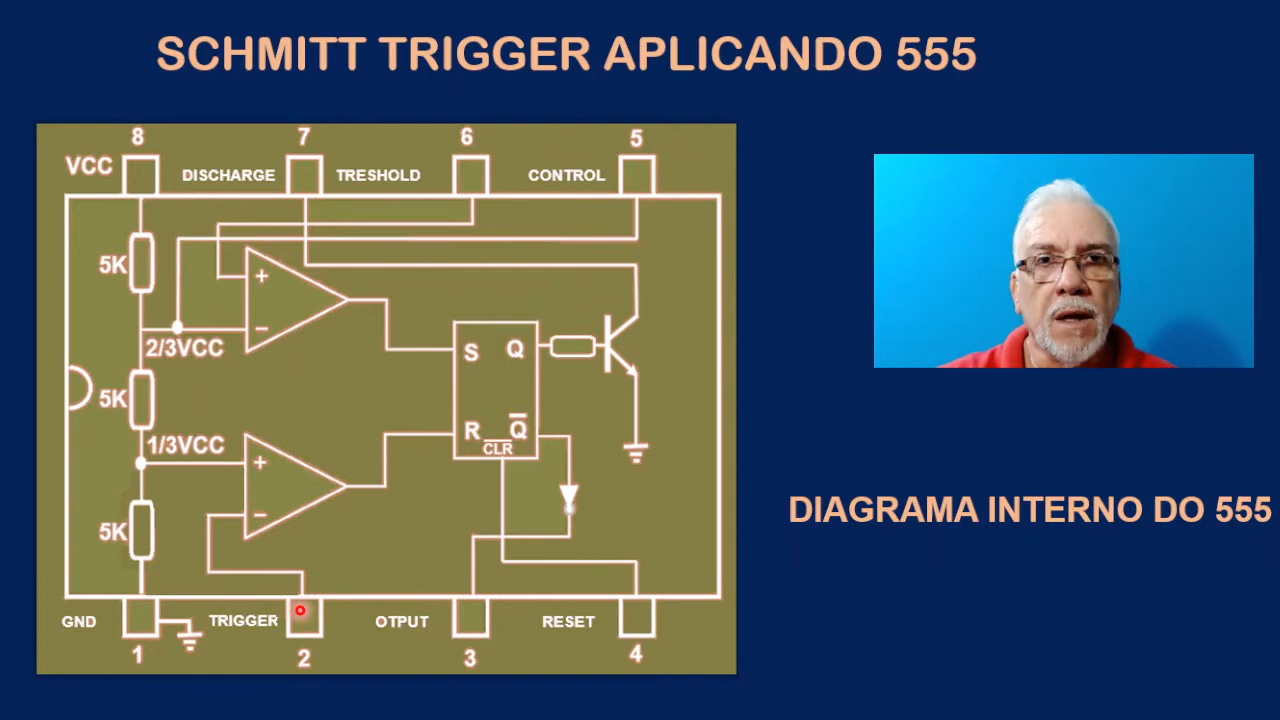 SCHMITT TRIGGER APLICANDO 555
8 7 6 5
VCC DISCHARGE TRESHOLD CONTROL
5K
+
−
2/3VCC
S Q
5K
R Q̅
C̅L̅R̅
1/3VCC
+
−
5K
DIAGRAMA INTERNO DO 555
GND TRIGGER OTPUT RESET
1 2 3 4